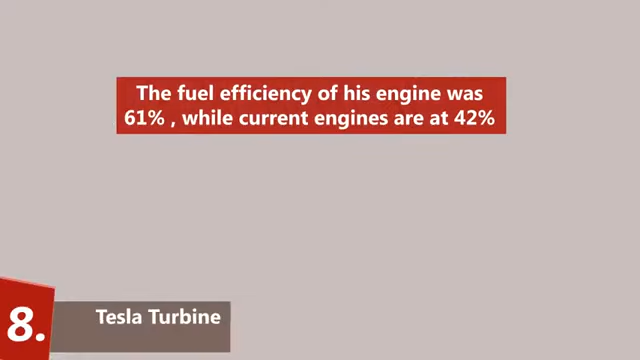 The fuel efficiency of his engine was
61% , while current engines are at 42%
8.
Tesla Turbine